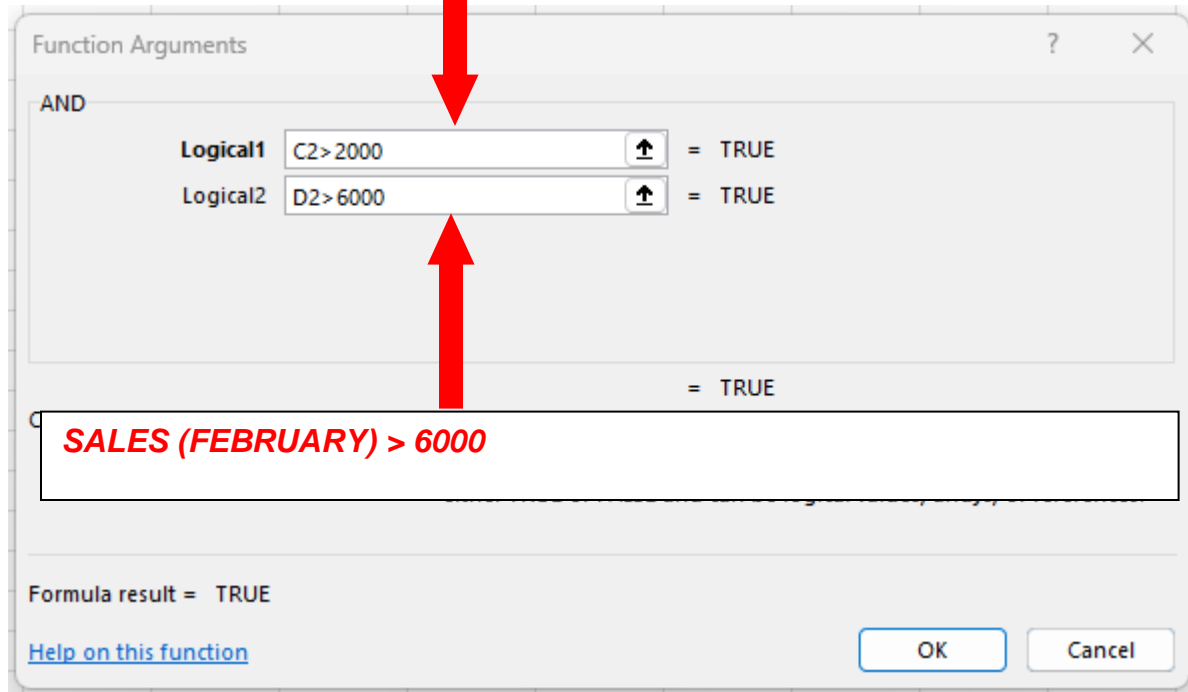 Function Arguments ? ×
AND
Logical1 C2>2000 = TRUE
Logical2 D2>6000 = TRUE
= TRUE
SALES (FEBRUARY) > 6000
Formula result = TRUE
Help on this function
OK Cancel